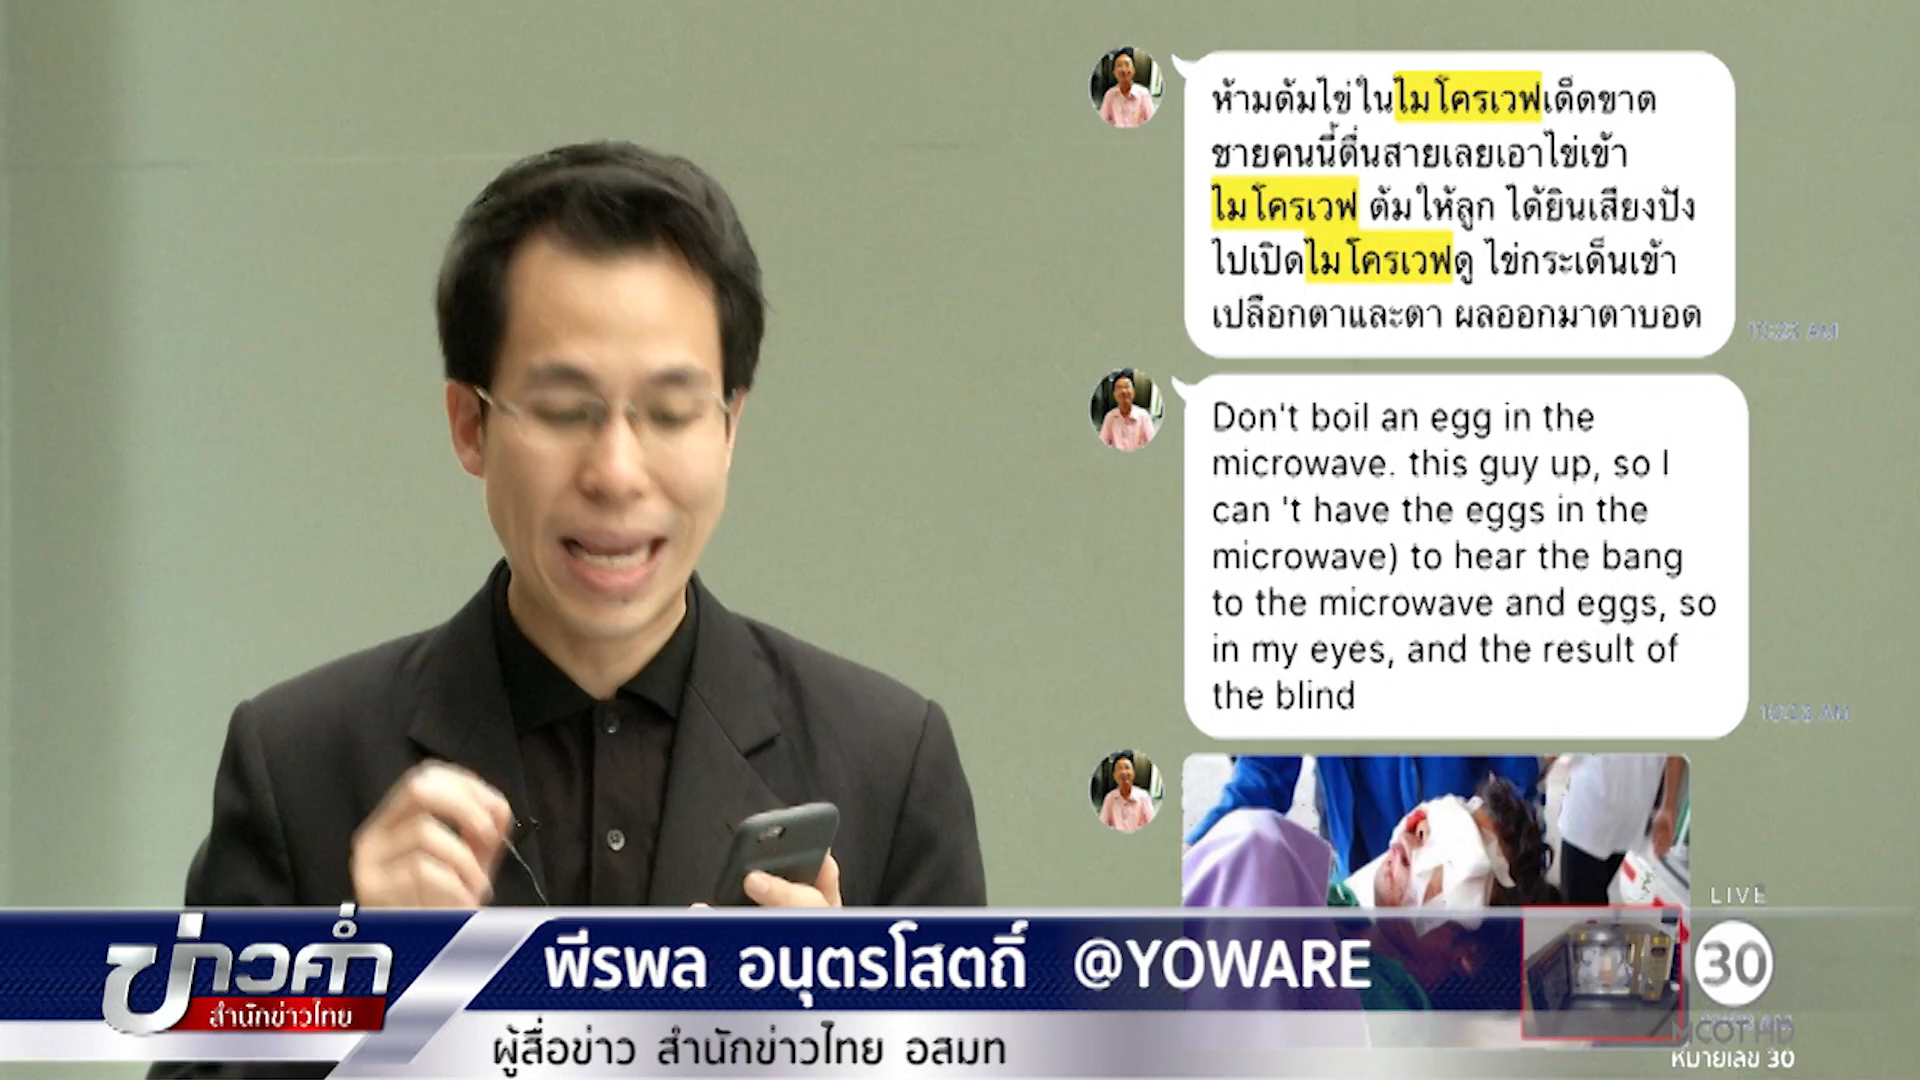 ห้ามต้มไข่ในไมโครเวฟเด็ดขาด
ชายคนนี้ตื่นสายเลยเอาไข่เข้า
ไมโครเวฟ ต้มให้ลูก ได้ยินเสียงปัง
ไปเปิดไมโครเวฟดู ไข่กระเด็นเข้า
เปลือกตาและตา ผลออกมาตาบอด
10:23 AM
Don't boil an egg in the
microwave. this guy up, so I
can 't have the eggs in the
microwave) to hear the bang
to the microwave and eggs, so
in my eyes, and the result of
the blind
10:23 AM
LIVE
30
MCOT HD
หมายเลข 30
ข่าวค่ำ
สำนักข่าวไทย
พีรพล อนุตรโสตถิ์ @YOWARE
ผู้สื่อข่าว สำนักข่าวไทย อสมท